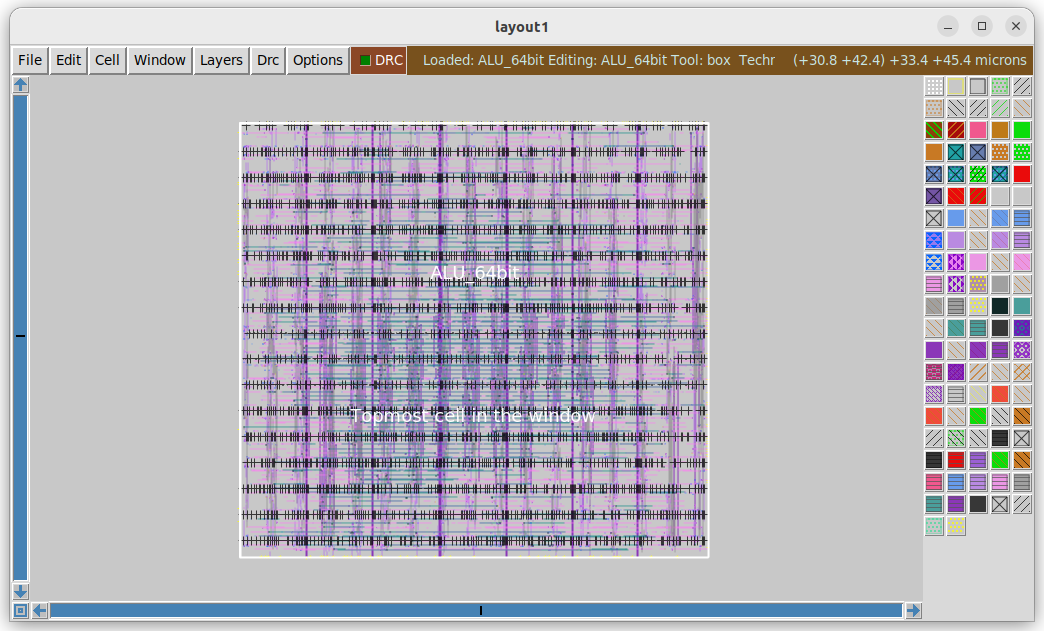 layout1
File Edit Cell Window Layers Drc Options DRC Loaded: ALU_64bit Editing: ALU_64bit Tool: box Techr (+30.8 +42.4) +33.4 +45.4 microns
ALU_64bit
Topmost cell in the window